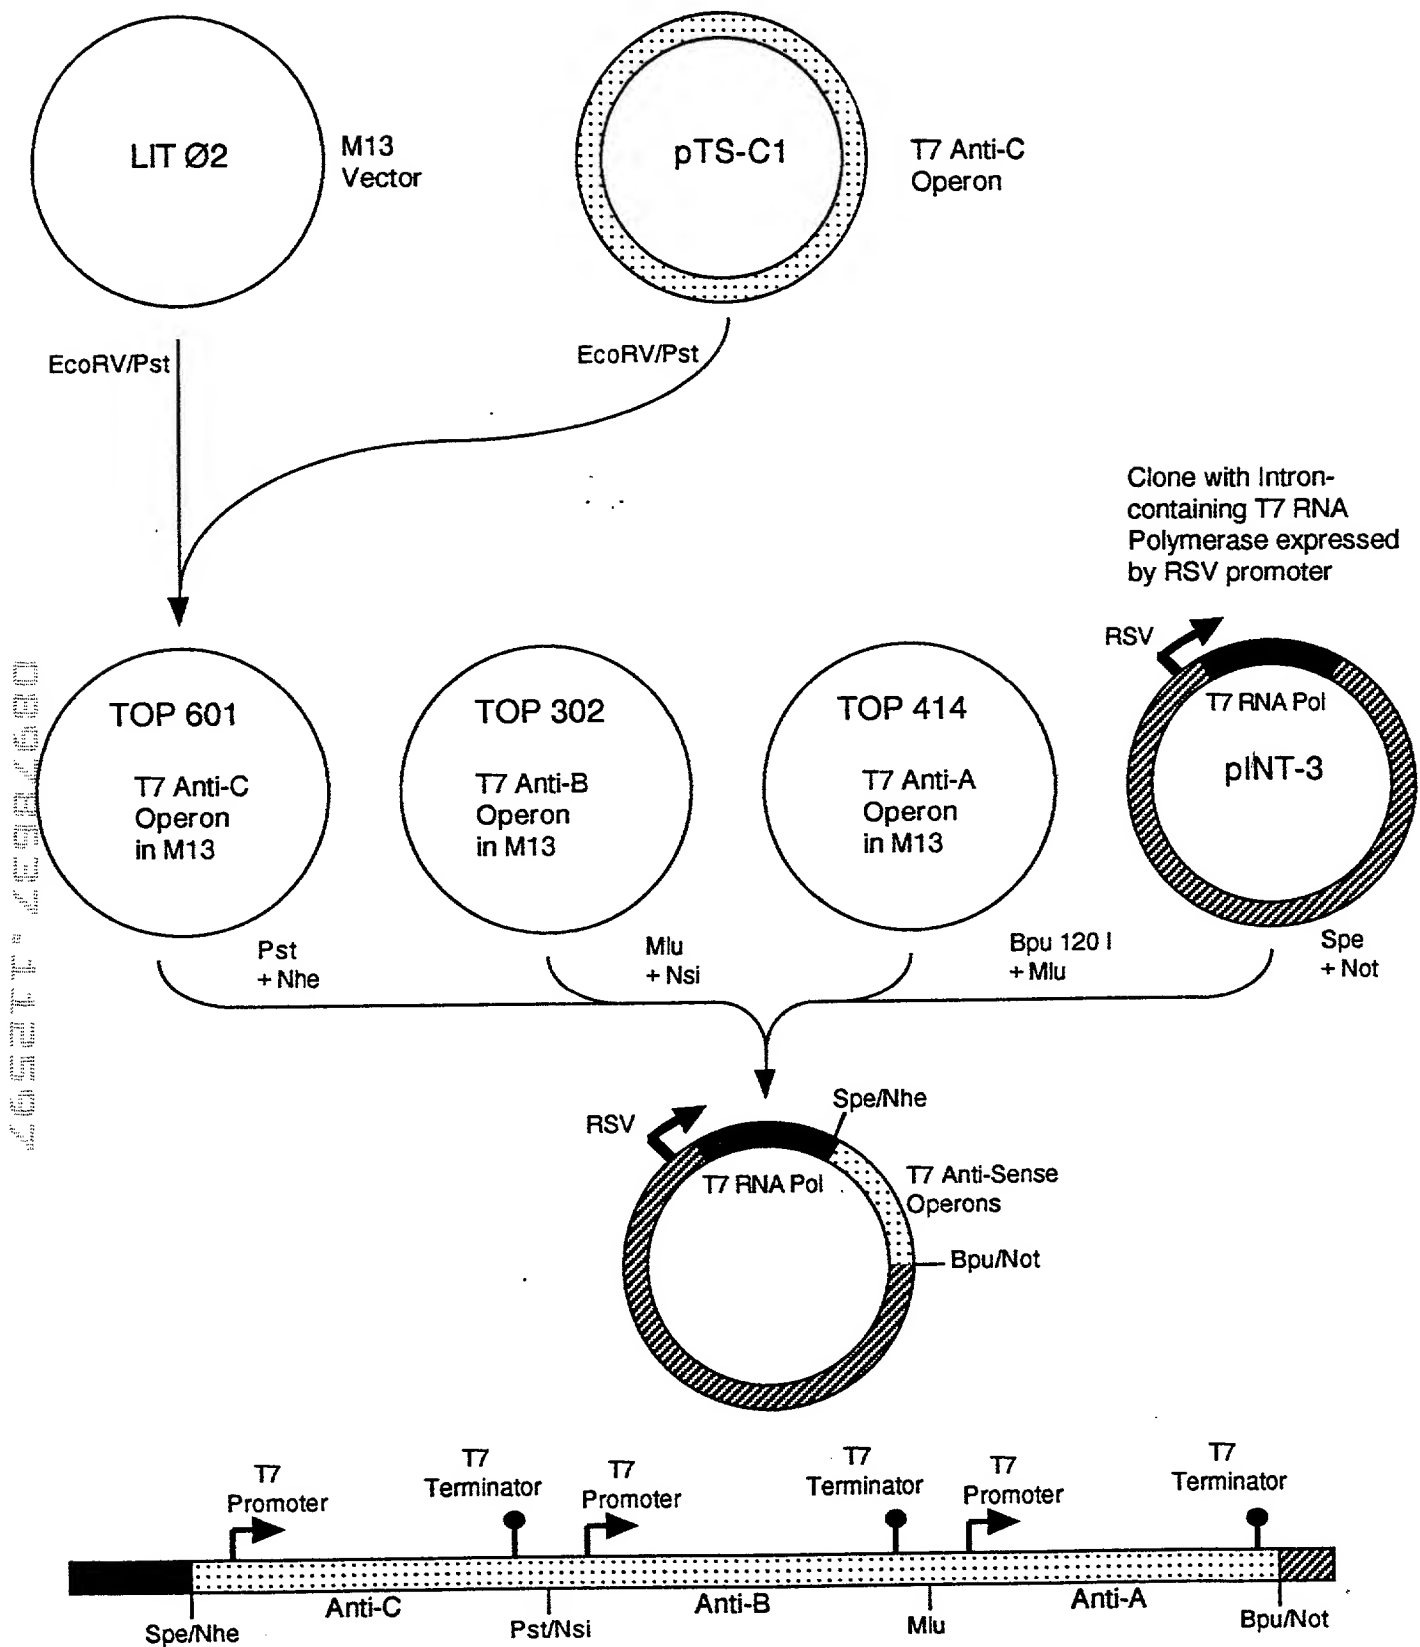 LIT Ø2
M13
Vector
pTS-C1
T7 Anti-C
Operon
EcoRV/Pst
EcoRV/Pst
Clone with Intron-
containing T7 RNA
Polymerase expressed
by RSV promoter
TOP 601
T7 Anti-C
Operon
in M13
TOP 302
T7 Anti-B
Operon
in M13
TOP 414
T7 Anti-A
Operon
in M13
RSV
T7 RNA Pol
pINT-3
Pst
+ Nhe
Mlu
+ Nsi
Bpu 120 I
+ Mlu
Spe
+ Not
RSV
Spe/Nhe
T7 RNA Pol
T7 Anti-Sense
Operons
Bpu/Not
T7
Promoter
T7
Terminator
T7
Promoter
T7
Terminator
T7
Promoter
T7
Terminator
Anti-C
Anti-B
Anti-A
Spe/Nhe
Pst/Nsi
Mlu
Bpu/Not